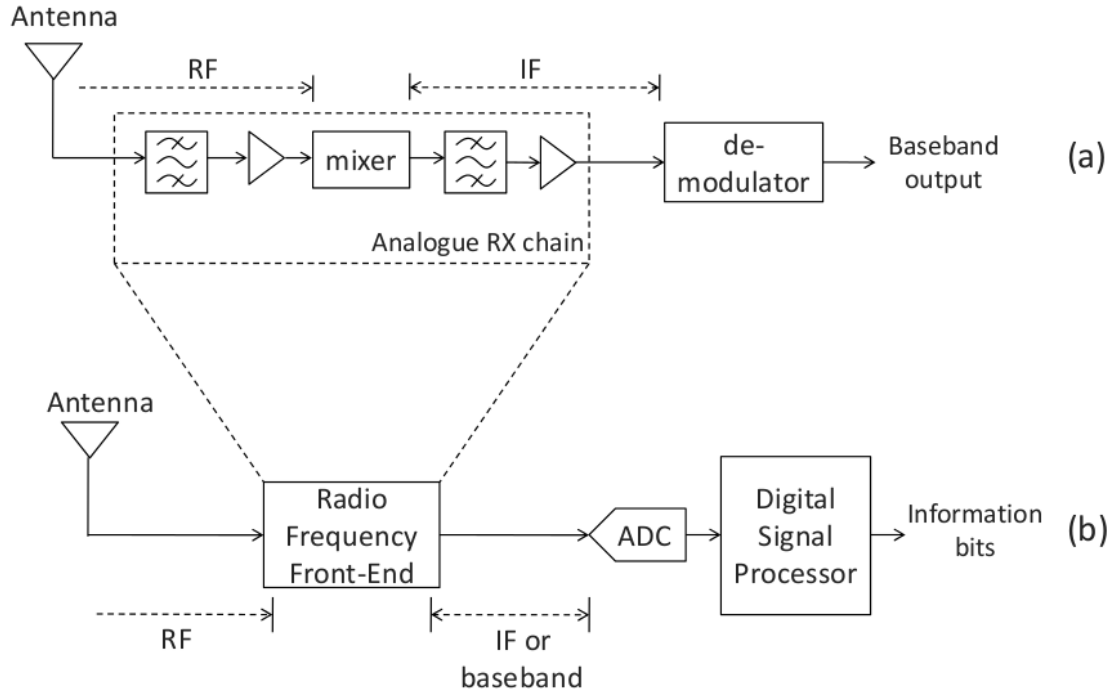 Antenna
RF
IF
mixer
de-
modulator
Baseband
output
(a)
Analogue RX chain
Antenna
Radio
Frequency
Front-End
ADC
Digital
Signal
Processor
Information
bits
(b)
RF
IF or
baseband